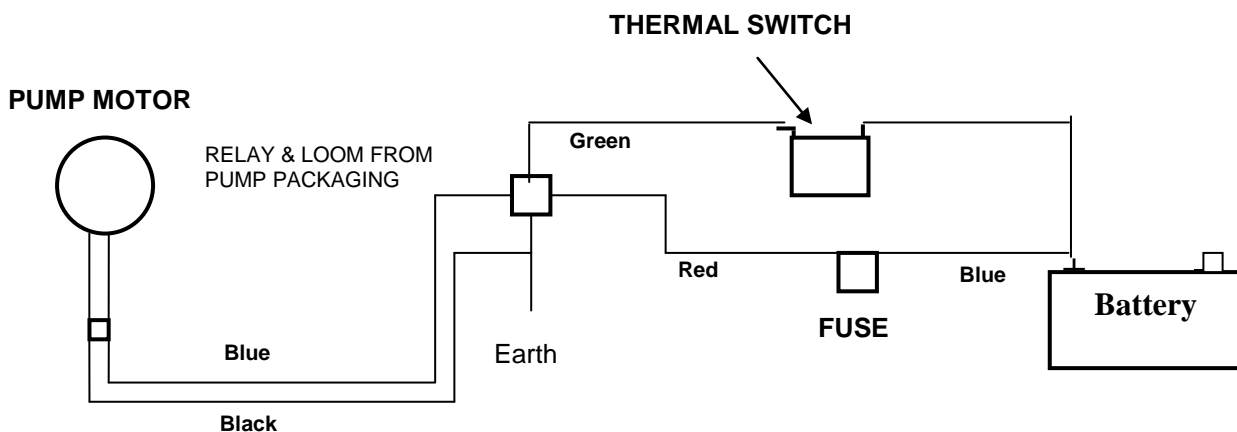 THERMAL SWITCH
PUMP MOTOR
RELAY & LOOM FROM
PUMP PACKAGING
Green
Red
Blue
Battery
FUSE
Earth
Blue
Black